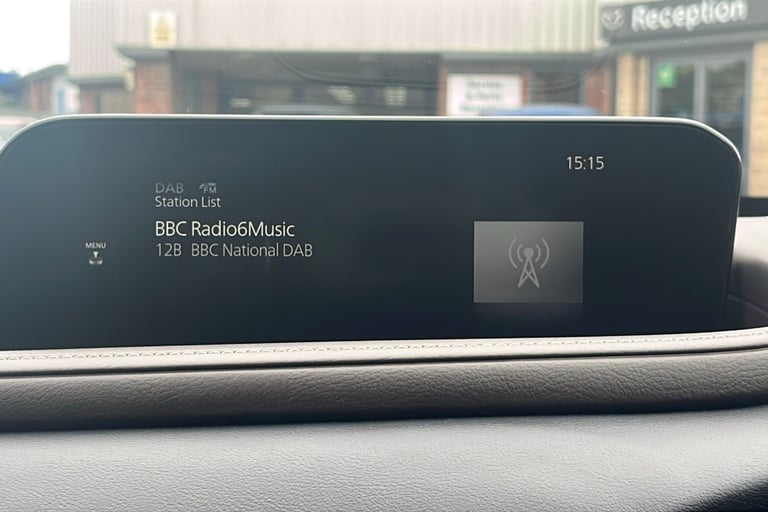 Reception
15:15
DAB FM
Station List
BBC Radio6Music
MENU
12B BBC National DAB